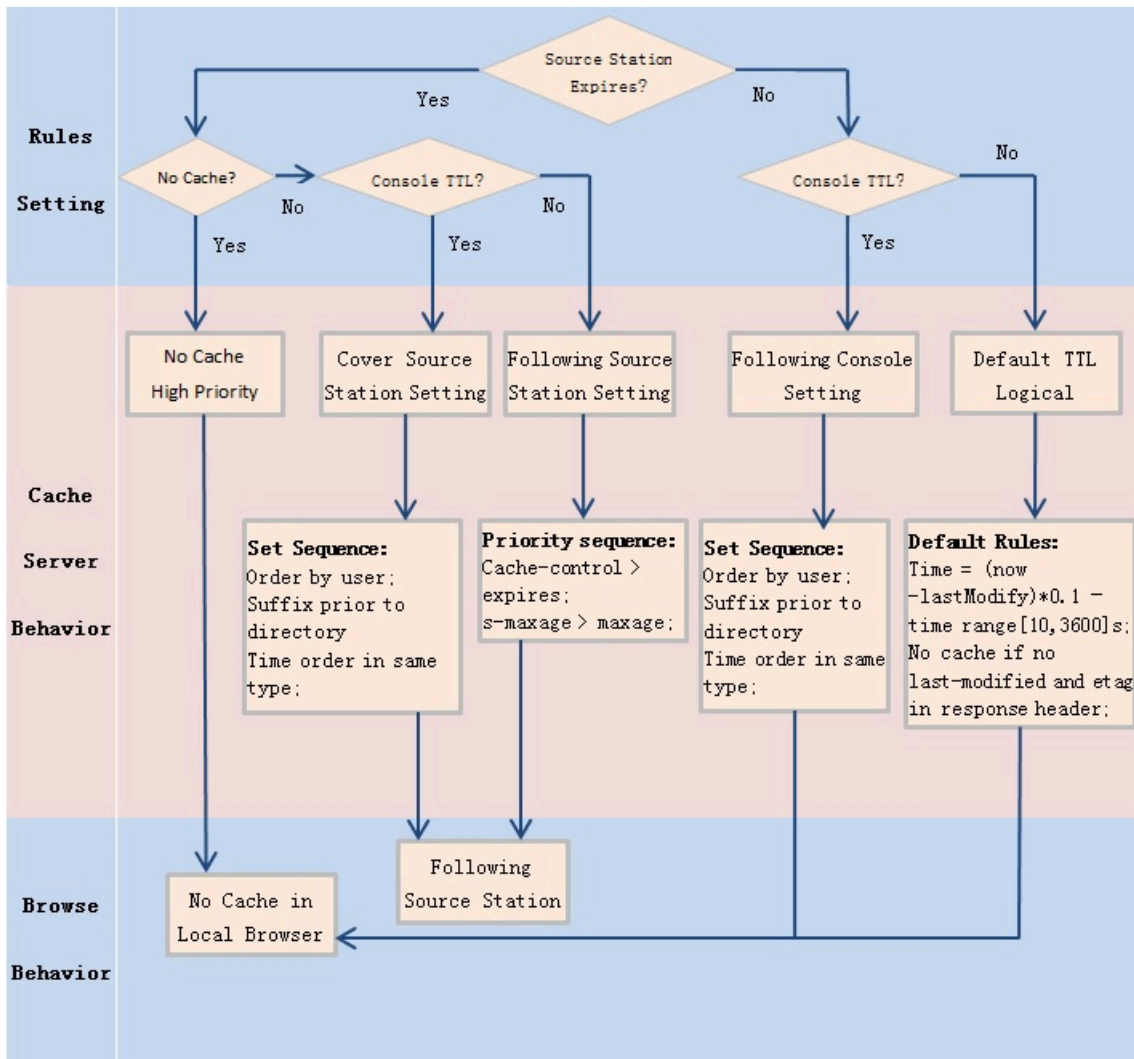 Source Station
Expires?
Yes
No
Rules
Setting
No Cache?
No
Console TTL?
No
Console TTL?
No
Yes
Yes
Yes
No Cache
High Priority
Cover Source
Station Setting
Following Source
Station Setting
Following Console
Setting
Default TTL
Logical
Cache
Server
Behavior
Set Sequence:
Order by user;
Suffix prior to
directory
Time order in same
type;
Priority sequence:
Cache-control >
expires;
s-maxage > maxage;
Set Sequence:
Order by user;
Suffix prior to
directory
Time order in same
type;
Default Rules:
Time = (now
-lastModify)*0.1 -
time range[10,3600]s;
No cache if no
last-modified and etag
in response header;
Browse
Behavior
No Cache in
Local Browser
Following
Source Station